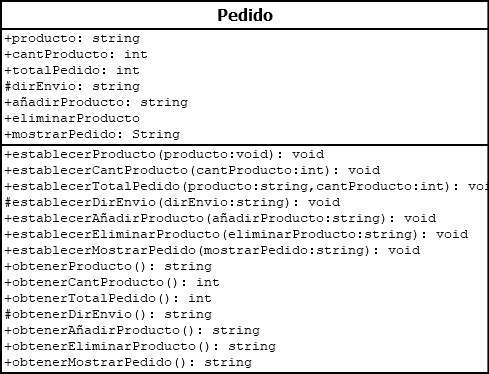 Pedido
+producto: string
+cantProducto: int
+totalPedido: int
#dirEnvio: string
+añadirProducto: string
+eliminarProducto
+mostrarPedido: String
+establecerProducto(producto:void): void
+establecerCantProducto(cantProducto:int): void
+establecerTotalPedido(producto:string,cantProducto:int): voi
#establecerDirEnvio(dirEnvio:string): void
+establecerAñadirProducto(añadirProducto:string): void
+establecerEliminarProducto(eliminarProducto:string): void
+establecerMostrarPedido(mostrarPedido:string): void
+obtenerProducto(): string
+obtenerCantProducto(): int
+obtenerTotalPedido(): int
#obtenerDirEnvio(): string
+obtenerAñadirProducto(): string
+obtenerEliminarProducto(): string
+obtenerMostrarPedido(): string